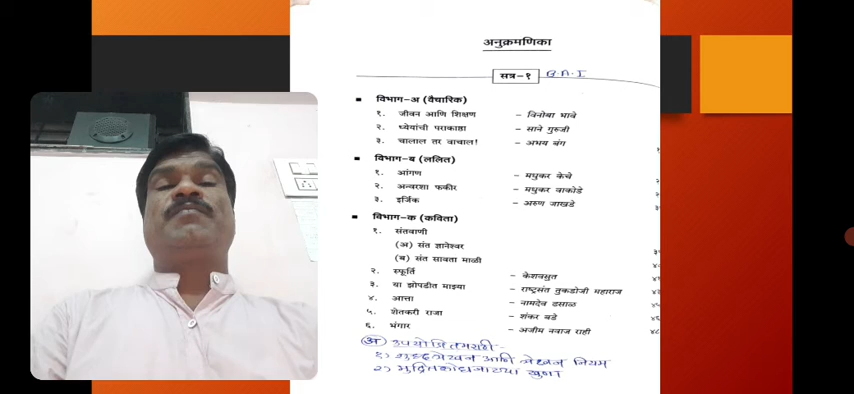 अनुक्रमणिका
सत्र-१ B.A.I
विभाग-अ (वैचारिक)
१. जीवन आणि शिक्षण - विनोबा भावे
२. ध्येयांची पराकाष्ठा - साने गुरुजी
३. चालाल तर वाचाल! - अभय बंग
विभाग-ब (ललित)
१. आंगण - मधुकर केचे
२. अन्वरशा फकीर - मधुकर वाकोडे
३. इर्जिक - अरुण जाखडे
विभाग-क (कविता)
१. संतवाणी
(अ) संत ज्ञानेश्वर
(ब) संत सावता माळी
२. स्फूर्ति - केशवसुत
३. या झोपडीत माझ्या - राष्ट्रसंत तुकडोजी महाराज
४. आत्ता - नामदेव ढसाळ
५. शेतकरी राजा - शंकर बडे
६. भंगार - अजीम नवाज राही ४८
(अ) उपयोजित मराठी -
१) शुद्धलेखन आणि लेखन नियम
२) मुद्रितशोधनाच्या खुणा